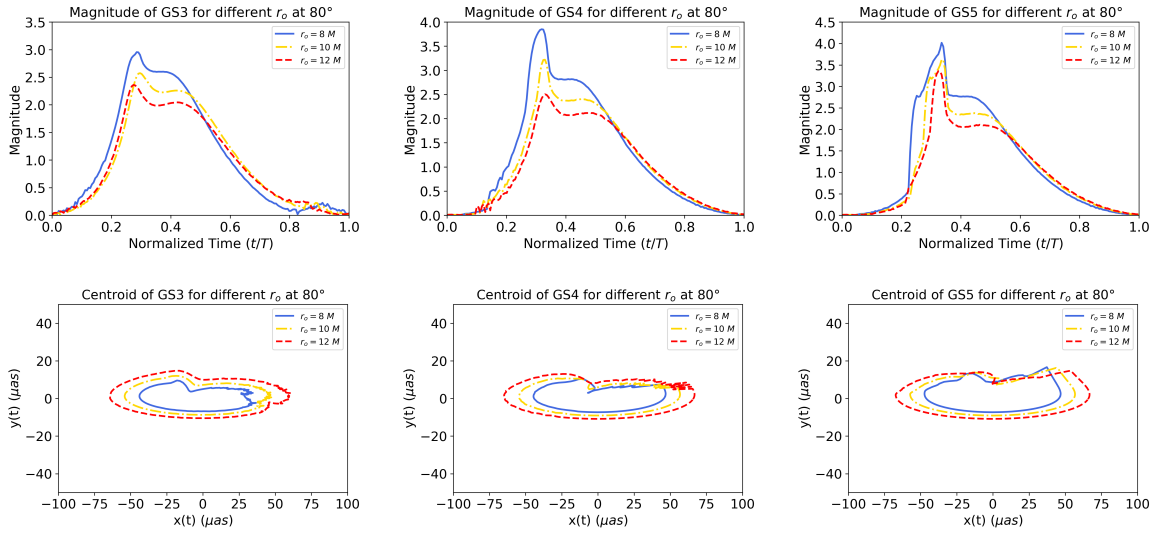 Magnitude of GS3 for different r_o at 80°
3.5
3.0
2.5
2.0
1.5
1.0
0.5
0.0
Magnitude
r_o = 8 M
r_o = 10 M
r_o = 12 M
0.0 0.2 0.4 0.6 0.8 1.0
Normalized Time (t/T)
Magnitude of GS4 for different r_o at 80°
4.0
3.5
3.0
2.5
2.0
1.5
1.0
0.5
0.0
Magnitude
r_o = 8 M
r_o = 10 M
r_o = 12 M
0.0 0.2 0.4 0.6 0.8 1.0
Normalized Time (t/T)
Magnitude of GS5 for different r_o at 80°
4.5
4.0
3.5
3.0
2.5
2.0
1.5
1.0
0.5
0.0
Magnitude
r_o = 8 M
r_o = 10 M
r_o = 12 M
0.0 0.2 0.4 0.6 0.8 1.0
Normalized Time (t/T)
Centroid of GS3 for different r_o at 80°
40
20
0
−20
−40
y(t) (μas)
r_o = 8 M
r_o = 10 M
r_o = 12 M
−100 −75 −50 −25 0 25 50 75 100
x(t) (μas)
Centroid of GS4 for different r_o at 80°
40
20
0
−20
−40
y(t) (μas)
r_o = 8 M
r_o = 10 M
r_o = 12 M
−100 −75 −50 −25 0 25 50 75 100
x(t) (μas)
Centroid of GS5 for different r_o at 80°
40
20
0
−20
−40
y(t) (μas)
r_o = 8 M
r_o = 10 M
r_o = 12 M
−100 −75 −50 −25 0 25 50 75 100
x(t) (μas)